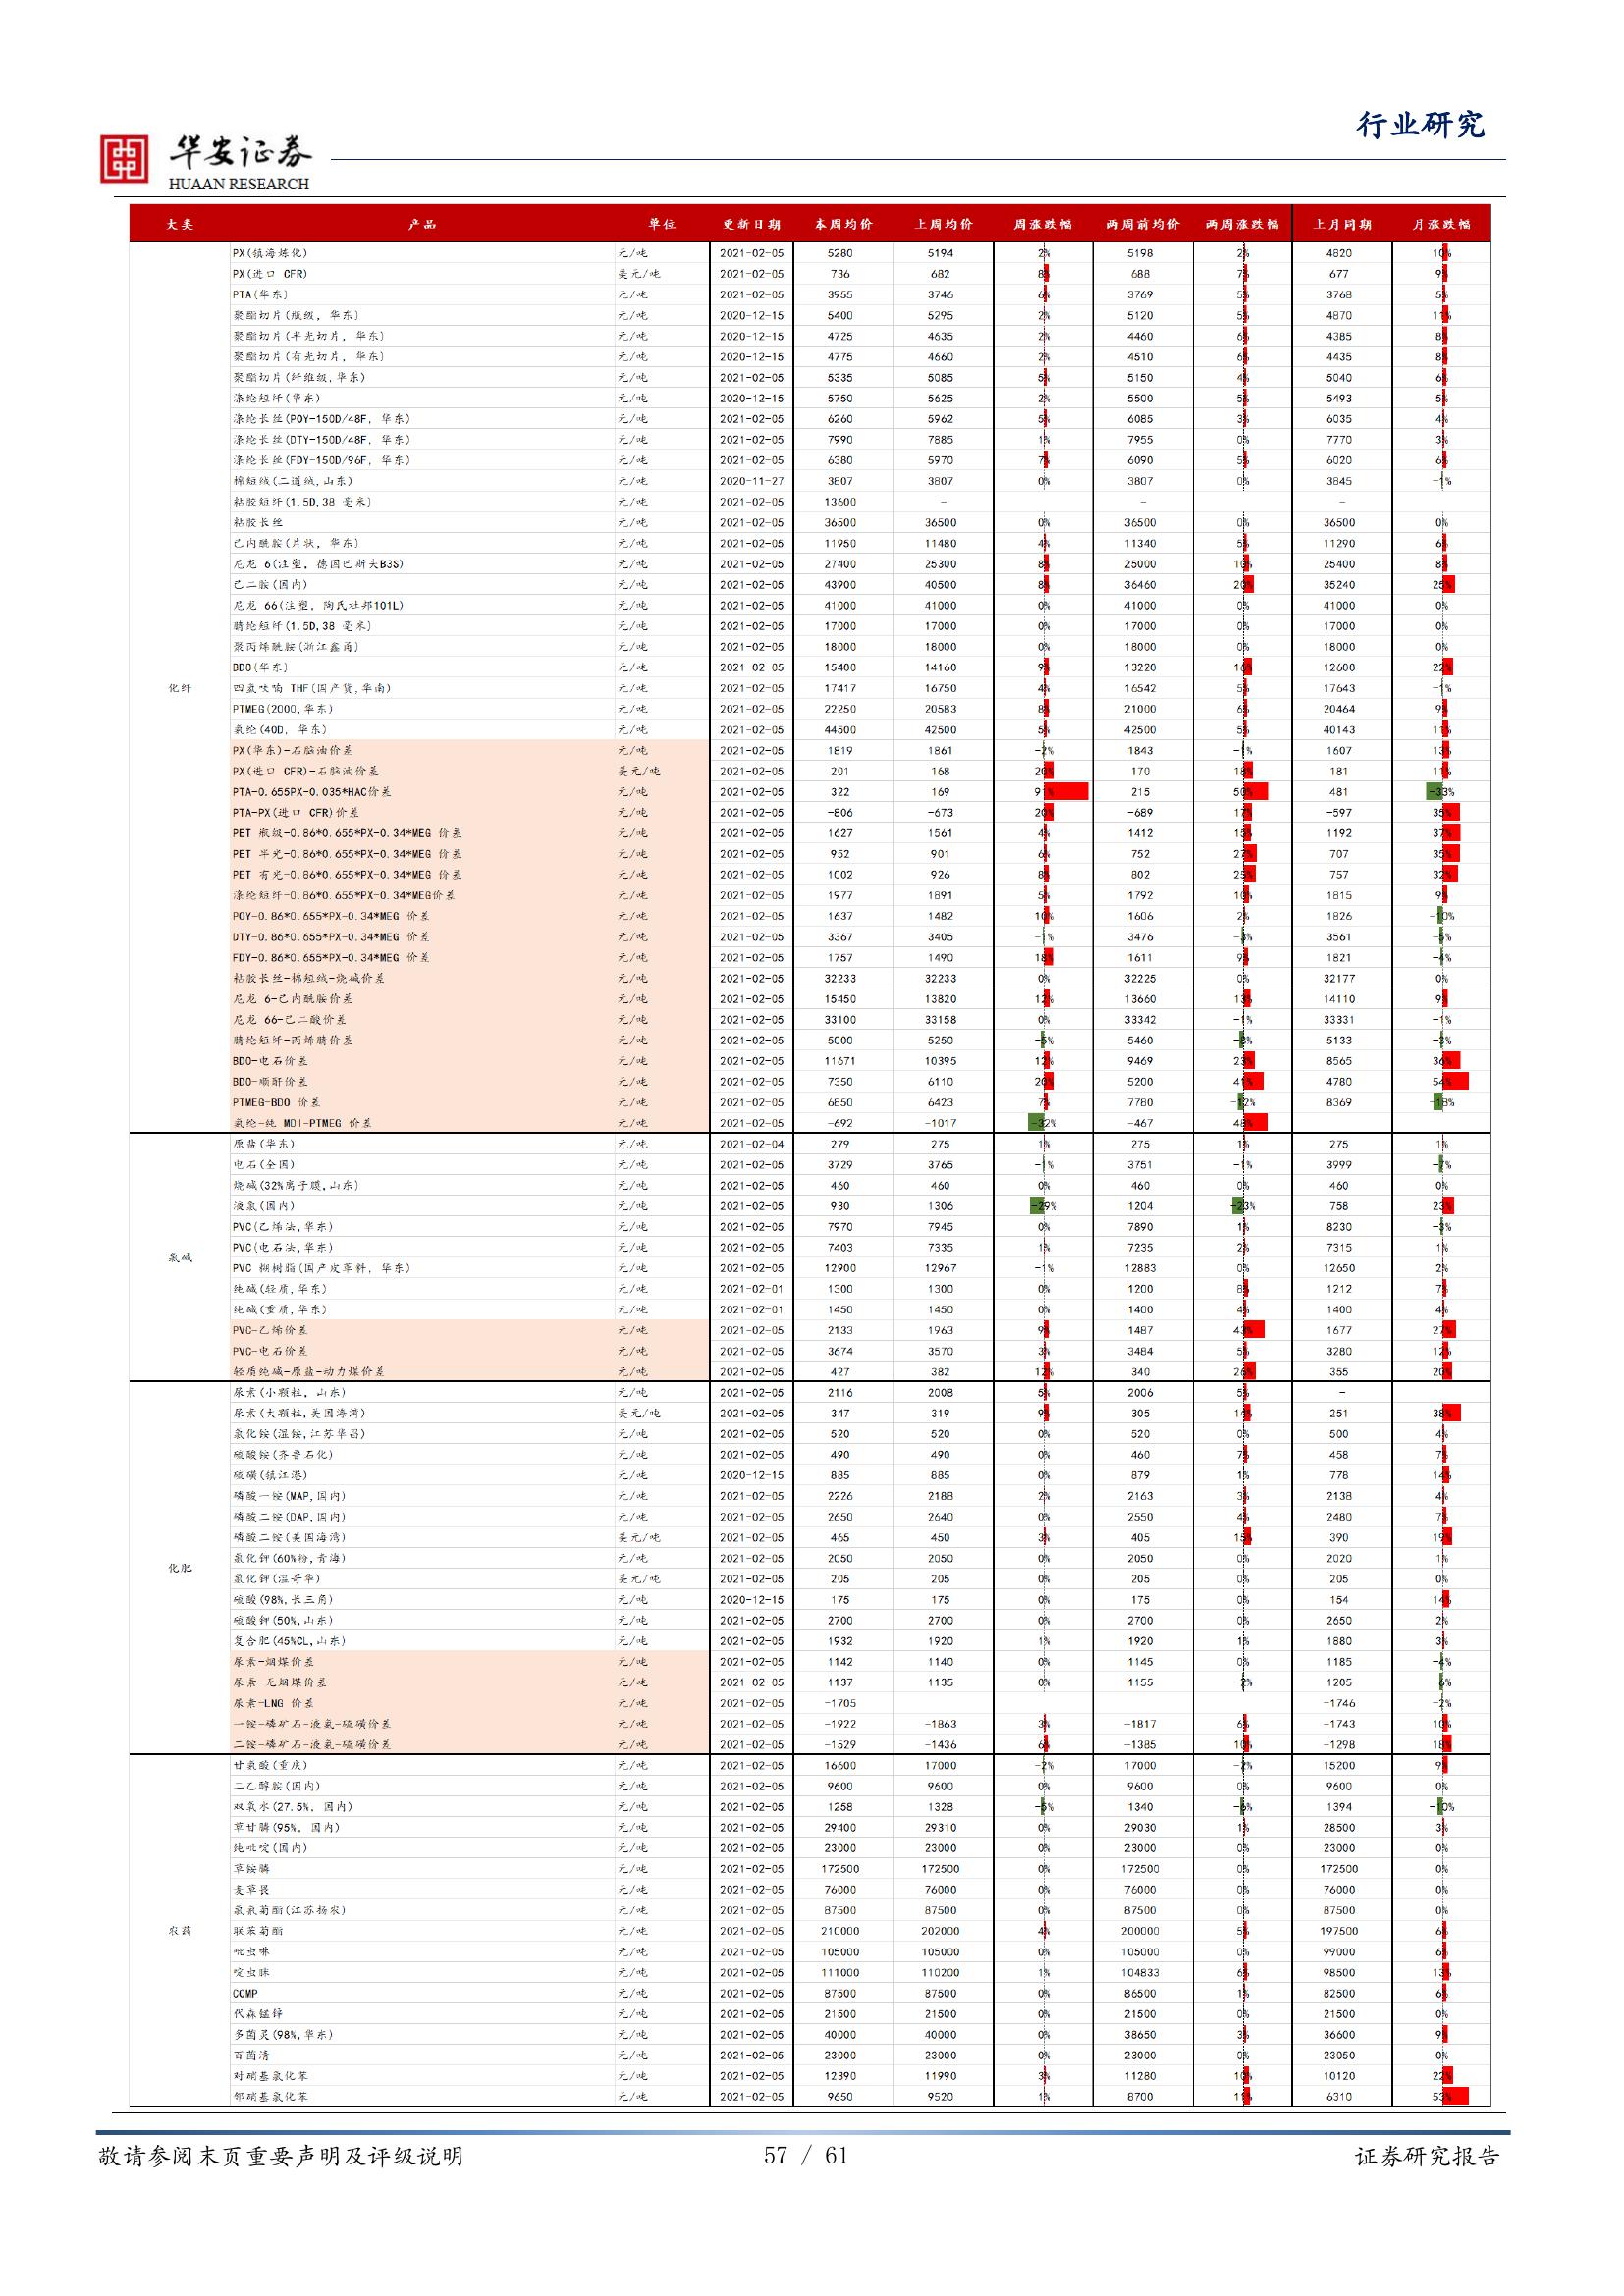 行业研究
华安证券
HUAAN RESEARCH
大类 产品 单位 更新日期 本周均价 上周均价 周涨跌幅 两周前均价 两周涨跌幅 上月同期 月涨跌幅
PX(镇海炼化) 元/吨 2021-02-05 5280 5194 2% 5198 2% 4820 10%
PX(进口 CFR) 美元/吨 2021-02-05 736 682 8% 688 7% 677 9%
PTA(华东) 元/吨 2021-02-05 3955 3746 6% 3769 5% 3768 5%
聚酯切片(瓶级, 华东) 元/吨 2020-12-15 5400 5295 2% 5120 5% 4870 11%
聚酯切片(半光切片, 华东) 元/吨 2020-12-15 4725 4635 2% 4460 6% 4385 8%
聚酯切片(有光切片, 华东) 元/吨 2020-12-15 4775 4660 2% 4510 6% 4435 8%
聚酯切片(纤维级,华东) 元/吨 2021-02-05 5335 5085 5% 5150 4% 5040 6%
涤纶短纤(华东) 元/吨 2020-12-15 5750 5625 2% 5500 5% 5493 5%
涤纶长丝(POY-150D/48F, 华东) 元/吨 2021-02-05 6260 5962 5% 6085 3% 6035 4%
涤纶长丝(DTY-150D/48F, 华东) 元/吨 2021-02-05 7990 7885 1% 7955 0% 7770 3%
涤纶长丝(FDY-150D/96F, 华东) 元/吨 2021-02-05 6380 5970 7% 6090 5% 6020 6%
棉短绒(二道绒,山东) 元/吨 2020-11-27 3807 3807 0% 3807 0% 3845 -1%
粘胶短纤(1.5D,38 毫米) 元/吨 2021-02-05 13600 - - -
粘胶长丝 元/吨 2021-02-05 36500 36500 0% 36500 0% 36500 0%
己内酰胺(片状, 华东) 元/吨 2021-02-05 11950 11480 4% 11340 5% 11290 6%
尼龙 6(注塑, 德国巴斯夫B3S) 元/吨 2021-02-05 27400 25300 8% 25000 10% 25400 8%
己二胺(国内) 元/吨 2021-02-05 43900 40500 8% 36460 20% 35240 25%
尼龙 66(注塑, 陶氏杜邦101L) 元/吨 2021-02-05 41000 41000 0% 41000 0% 41000 0%
腈纶短纤(1.5D,38 毫米) 元/吨 2021-02-05 17000 17000 0% 17000 0% 17000 0%
聚丙烯酰胺(浙江鑫甬) 元/吨 2021-02-05 18000 18000 0% 18000 0% 18000 0%
BDO(华东) 元/吨 2021-02-05 15400 14160 9% 13220 16% 12600 22%
化纤 四氢呋喃 THF(国产货,华南) 元/吨 2021-02-05 17417 16750 4% 16542 5% 17643 -1%
PTMEG(2000,华东) 元/吨 2021-02-05 22250 20583 8% 21000 6% 20464 9%
氨纶(40D, 华东) 元/吨 2021-02-05 44500 42500 5% 42500 5% 40143 11%
PX(华东)-石脑油价差 元/吨 2021-02-05 1819 1861 -2% 1843 -1% 1607 13%
PX(进口 CFR)-石脑油价差 美元/吨 2021-02-05 201 168 20% 170 18% 181 11%
PTA-0.655PX-0.035*HAC价差 元/吨 2021-02-05 322 169 91% 215 50% 481 -33%
PTA-PX(进口 CFR)价差 元/吨 2021-02-05 -806 -673 20% -689 17% -597 35%
PET 瓶级-0.86*0.655*PX-0.34*MEG 价差 元/吨 2021-02-05 1627 1561 4% 1412 15% 1192 37%
PET 半光-0.86*0.655*PX-0.34*MEG 价差 元/吨 2021-02-05 952 901 6% 752 27% 707 35%
PET 有光-0.86*0.655*PX-0.34*MEG 价差 元/吨 2021-02-05 1002 926 8% 802 25% 757 32%
涤纶短纤-0.86*0.655*PX-0.34*MEG价差 元/吨 2021-02-05 1977 1891 5% 1792 10% 1815 9%
POY-0.86*0.655*PX-0.34*MEG 价差 元/吨 2021-02-05 1637 1482 10% 1606 2% 1826 -10%
DTY-0.86*0.655*PX-0.34*MEG 价差 元/吨 2021-02-05 3367 3405 -1% 3476 -3% 3561 -5%
FDY-0.86*0.655*PX-0.34*MEG 价差 元/吨 2021-02-05 1757 1490 18% 1611 9% 1821 -4%
粘胶长丝-棉短绒-烧碱价差 元/吨 2021-02-05 32233 32233 0% 32225 0% 32177 0%
尼龙 6-己内酰胺价差 元/吨 2021-02-05 15450 13820 12% 13660 13% 14110 9%
尼龙 66-己二酸价差 元/吨 2021-02-05 33100 33158 0% 33342 -1% 33331 -1%
腈纶短纤-丙烯腈价差 元/吨 2021-02-05 5000 5250 -5% 5460 -8% 5133 -3%
BDO-电石价差 元/吨 2021-02-05 11671 10395 12% 9469 23% 8565 36%
BDO-顺酐价差 元/吨 2021-02-05 7350 6110 20% 5200 41% 4780 54%
PTMEG-BDO 价差 元/吨 2021-02-05 6850 6423 7% 7780 -12% 8369 -18%
氨纶-纯 MDI-PTMEG 价差 元/吨 2021-02-05 -692 -1017 -32% -467 48%
原盐(华东) 元/吨 2021-02-04 279 275 1% 275 1% 275 1%
电石(全国) 元/吨 2021-02-05 3729 3765 -1% 3751 -1% 3999 -7%
烧碱(32%离子膜,山东) 元/吨 2021-02-05 460 460 0% 460 0% 460 0%
液氯(国内) 元/吨 2021-02-05 930 1306 -29% 1204 -23% 758 23%
PVC(乙烯法,华东) 元/吨 2021-02-05 7970 7945 0% 7890 1% 8230 -3%
氯碱 PVC(电石法,华东) 元/吨 2021-02-05 7403 7335 1% 7235 2% 7315 1%
PVC 糊树脂(国产皮革料, 华东) 元/吨 2021-02-05 12900 12967 -1% 12883 0% 12650 2%
纯碱(轻质,华东) 元/吨 2021-02-01 1300 1300 0% 1200 8% 1212 7%
纯碱(重质,华东) 元/吨 2021-02-01 1450 1450 0% 1400 4% 1400 4%
PVC-乙烯价差 元/吨 2021-02-05 2133 1963 9% 1487 43% 1677 27%
PVC-电石价差 元/吨 2021-02-05 3674 3570 3% 3484 5% 3280 12%
轻质纯碱-原盐-动力煤价差 元/吨 2021-02-05 427 382 12% 340 26% 355 20%
尿素(小颗粒, 山东) 元/吨 2021-02-05 2116 2008 5% 2006 5% -
尿素(大颗粒,美国海湾) 美元/吨 2021-02-05 347 319 9% 305 14% 251 38%
氯化铵(湿铵,江苏华昌) 元/吨 2021-02-05 520 520 0% 520 0% 500 4%
硫酸铵(齐鲁石化) 元/吨 2021-02-05 490 490 0% 460 7% 458 7%
硫磺(镇江港) 元/吨 2020-12-15 885 885 0% 879 1% 778 14%
磷酸一铵(MAP,国内) 元/吨 2021-02-05 2226 2188 2% 2163 3% 2138 4%
磷酸二铵(DAP,国内) 元/吨 2021-02-05 2650 2640 0% 2550 4% 2480 7%
磷酸二铵(美国海湾) 美元/吨 2021-02-05 465 450 3% 405 15% 390 19%
化肥 氯化钾(60%粉,青海) 元/吨 2021-02-05 2050 2050 0% 2050 0% 2020 1%
氯化钾(温哥华) 美元/吨 2021-02-05 205 205 0% 205 0% 205 0%
硫酸(98%,长三角) 元/吨 2020-12-15 175 175 0% 175 0% 154 14%
硫酸钾(50%,山东) 元/吨 2021-02-05 2700 2700 0% 2700 0% 2650 2%
复合肥(45%CL,山东) 元/吨 2021-02-05 1932 1920 1% 1920 1% 1880 3%
尿素-烟煤价差 元/吨 2021-02-05 1142 1140 0% 1145 0% 1185 -4%
尿素-无烟煤价差 元/吨 2021-02-05 1137 1135 0% 1155 -2% 1205 -6%
尿素-LNG 价差 元/吨 2021-02-05 -1705 -1746 -2%
一铵-磷矿石-液氨-硫磺价差 元/吨 2021-02-05 -1922 -1863 3% -1817 6% -1743 10%
二铵-磷矿石-液氨-硫磺价差 元/吨 2021-02-05 -1529 -1436 6% -1385 10% -1298 18%
甘氨酸(重庆) 元/吨 2021-02-05 16600 17000 -2% 17000 -2% 15200 9%
二乙醇胺(国内) 元/吨 2021-02-05 9600 9600 0% 9600 0% 9600 0%
双氧水(27.5%, 国内) 元/吨 2021-02-05 1258 1328 -5% 1340 -6% 1394 -10%
草甘膦(95%, 国内) 元/吨 2021-02-05 29400 29310 0% 29030 1% 28500 3%
纯吡啶(国内) 元/吨 2021-02-05 23000 23000 0% 23000 0% 23000 0%
草铵膦 元/吨 2021-02-05 172500 172500 0% 172500 0% 172500 0%
麦草畏 元/吨 2021-02-05 76000 76000 0% 76000 0% 76000 0%
氯氰菊酯(江苏扬农) 元/吨 2021-02-05 87500 87500 0% 87500 0% 87500 0%
农药 联苯菊酯 元/吨 2021-02-05 210000 202000 4% 200000 5% 197500 6%
吡虫啉 元/吨 2021-02-05 105000 105000 0% 105000 0% 99000 6%
啶虫脒 元/吨 2021-02-05 111000 110200 1% 104833 6% 98500 13%
CCMP 元/吨 2021-02-05 87500 87500 0% 86500 1% 82500 6%
代森锰锌 元/吨 2021-02-05 21500 21500 0% 21500 0% 21500 0%
多菌灵(98%,华东) 元/吨 2021-02-05 40000 40000 0% 38650 3% 36600 9%
百菌清 元/吨 2021-02-05 23000 23000 0% 23000 0% 23050 0%
对硝基氯化苯 元/吨 2021-02-05 12390 11990 3% 11280 10% 10120 22%
邻硝基氯化苯 元/吨 2021-02-05 9650 9520 1% 8700 11% 6310 53%
敬请参阅末页重要声明及评级说明 57 / 61 证券研究报告